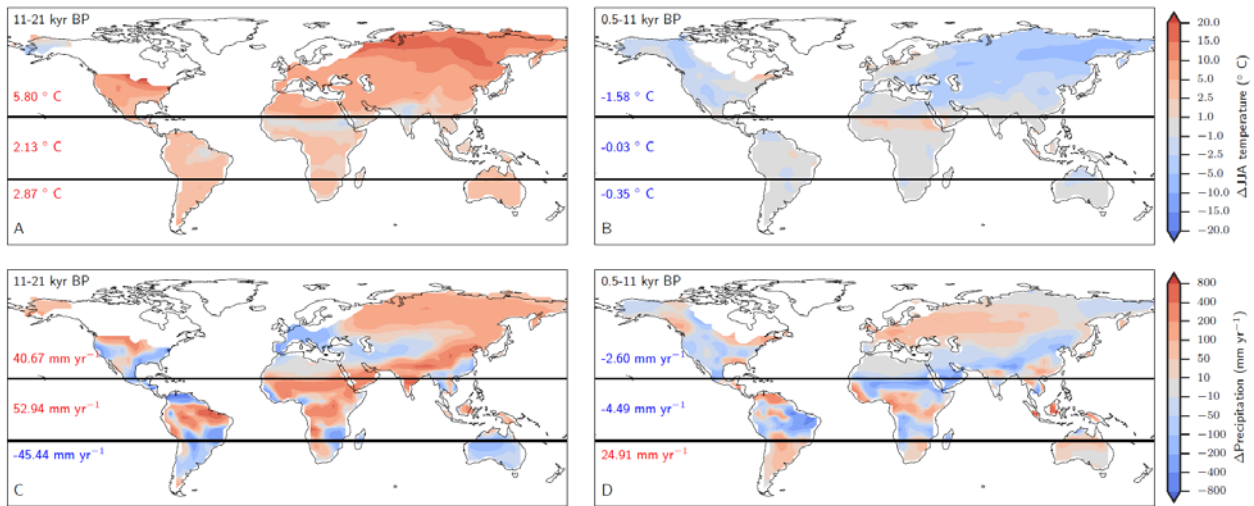 11-21 kyr BP
5.80 ° C
2.13 ° C
2.87 ° C
A
0.5-11 kyr BP
-1.58 ° C
-0.03 ° C
-0.35 ° C
B
20.0
15.0
10.0
5.0
2.5
1.0
−1.0
−2.5
−5.0
−10.0
−15.0
−20.0
ΔJJA temperature (° C)
11-21 kyr BP
40.67 mm yr⁻¹
52.94 mm yr⁻¹
-45.44 mm yr⁻¹
C
0.5-11 kyr BP
-2.60 mm yr⁻¹
-4.49 mm yr⁻¹
24.91 mm yr⁻¹
D
800
400
200
100
50
10
−10
−50
−100
−200
−400
−800
ΔPrecipitation (mm yr⁻¹)